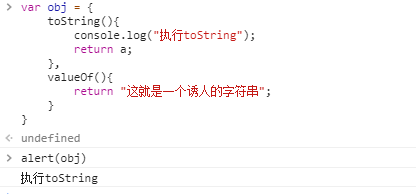 var obj = {
toString(){
console.log("执行toString");
return a;
},
valueOf(){
return "这就是一个诱人的字符串";
}
}
undefined
alert(obj)
执行toString